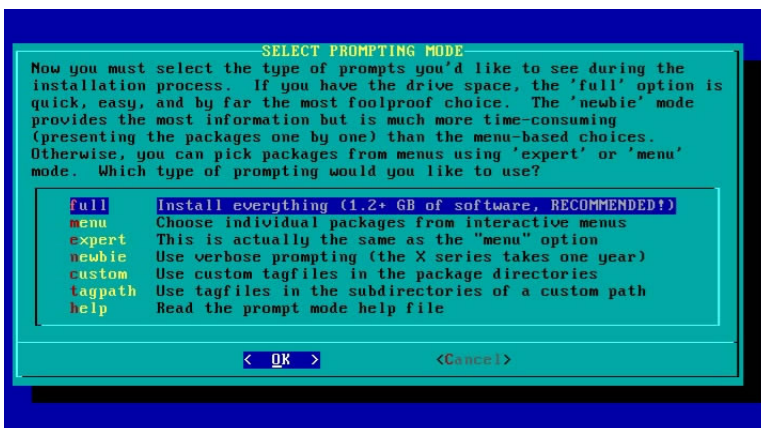 SELECT PROMPTING MODE
Now you must select the type of prompts you'd like to see during the
installation process.  If you have the drive space, the 'full' option is
quick, easy, and by far the most foolproof choice.  The 'newbie' mode
provides the most information but is much more time-consuming
(presenting the packages one by one) than the menu-based choices.
Otherwise, you can pick packages from menus using 'expert' or 'menu'
mode.  Which type of prompting would you like to use?
full Install everything (1.2+ GB of software, RECOMMENDED!)
menu Choose individual packages from interactive menus
expert This is actually the same as the "menu" option
newbie Use verbose prompting (the X series takes one year)
custom Use custom tagfiles in the package directories
tagpath Use tagfiles in the subdirectories of a custom path
help Read the prompt mode help file
< OK > <Cancel>